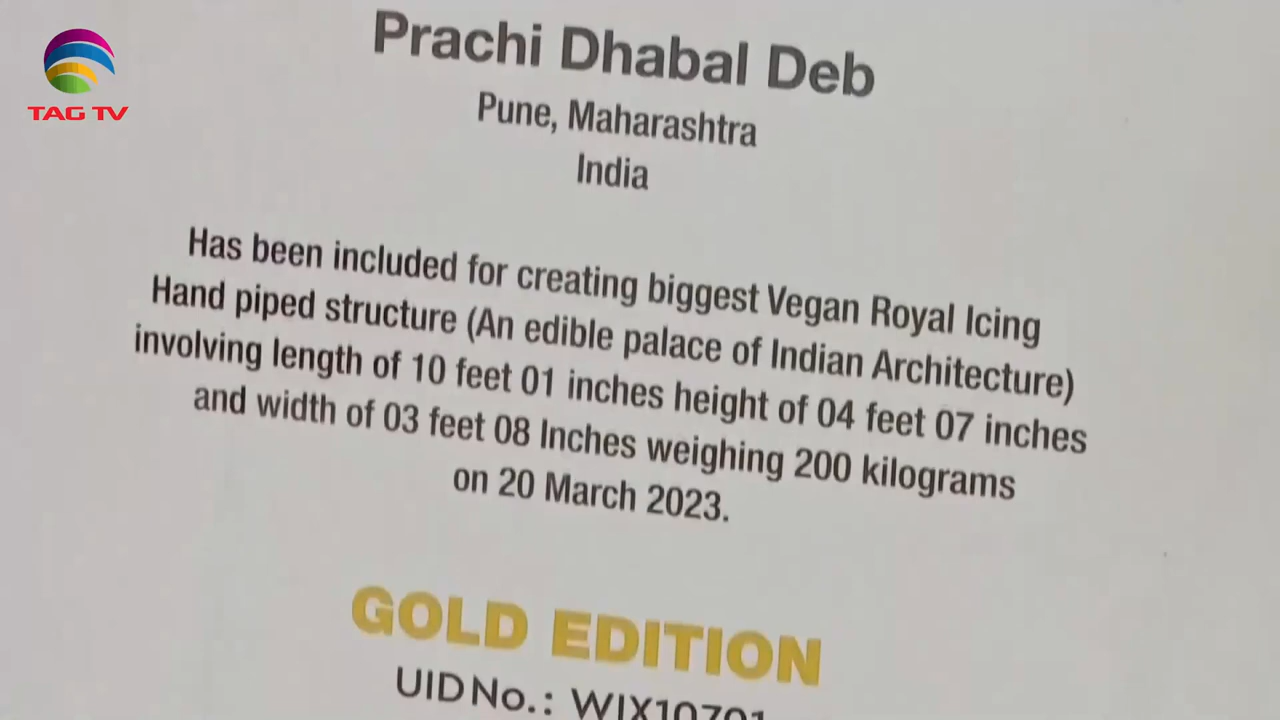 TAG TV
Prachi Dhabal Deb
Pune, Maharashtra
India
Has been included for creating biggest Vegan Royal Icing
Hand piped structure (An edible palace of Indian Architecture)
involving length of 10 feet 01 inches height of 04 feet 07 inches
and width of 03 feet 08 Inches weighing 200 kilograms
on 20 March 2023.
GOLD EDITION
UID No.: WIX10701